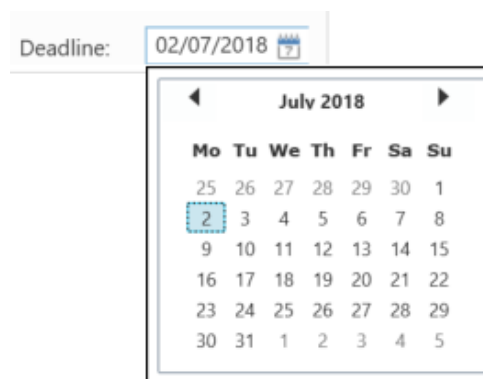 Deadline: 02/07/2018
July 2018
Mo Tu We Th Fr Sa Su
25 26 27 28 29 30 1
2 3 4 5 6 7 8
9 10 11 12 13 14 15
16 17 18 19 20 21 22
23 24 25 26 27 28 29
30 31 1 2 3 4 5